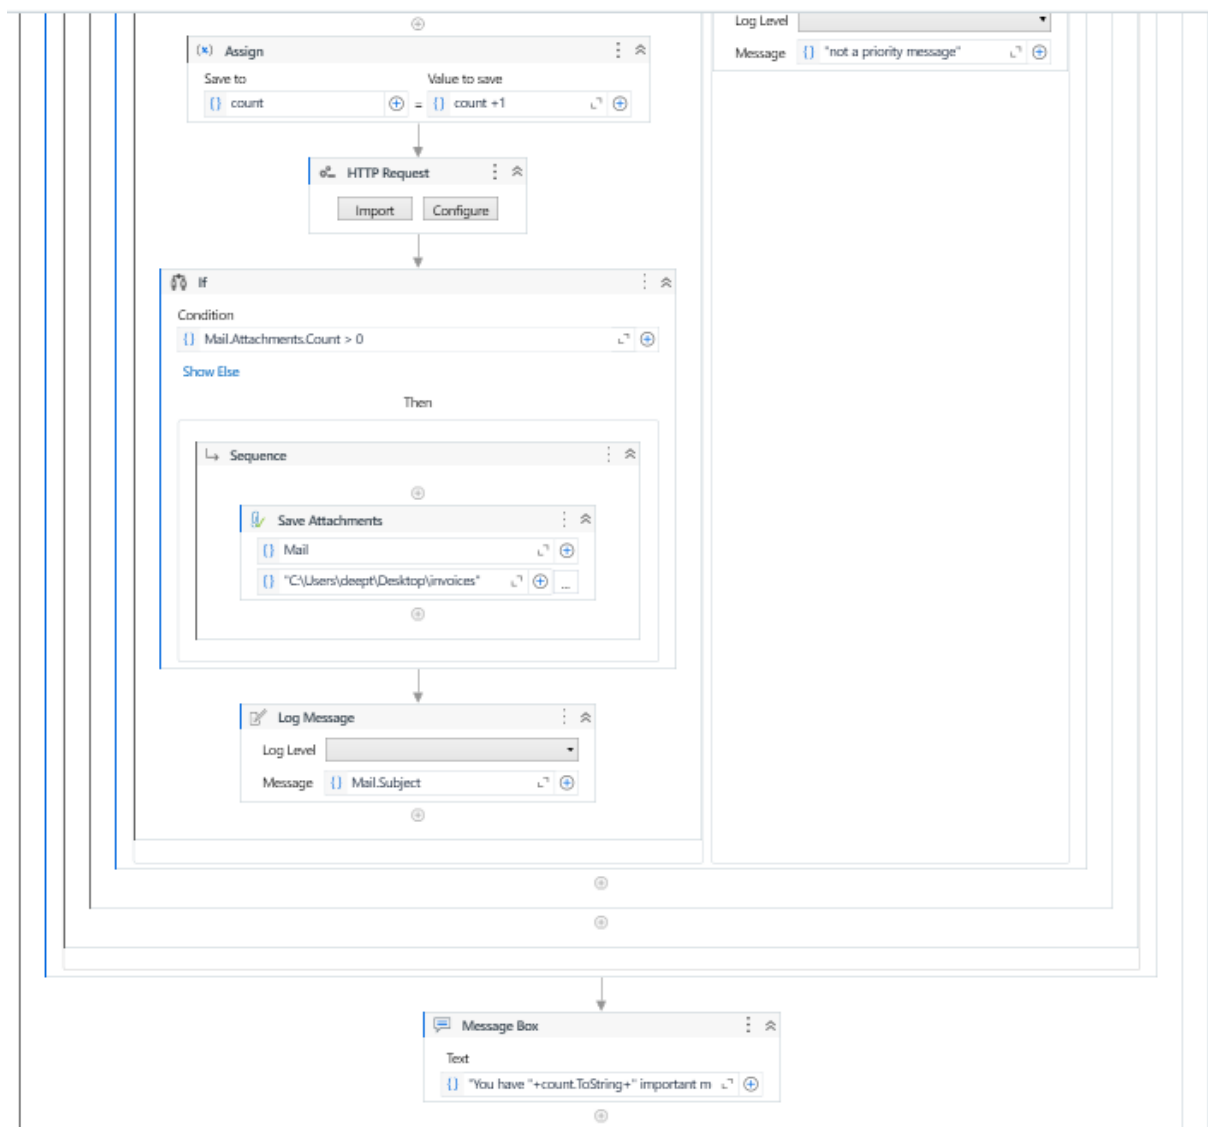 Log Level
Message {} "not a priority message"
(x) Assign
Save to Value to save
{} count = {} count +1
HTTP Request
Import Configure
If
Condition
{} Mail.Attachments.Count > 0
Show Else
Then
Sequence
Save Attachments
{} Mail
{} "C:\Users\deept\Desktop\invoices" ...
Log Message
Log Level
Message {} Mail.Subject
Message Box
Text
{} "You have "+count.ToString+" important m